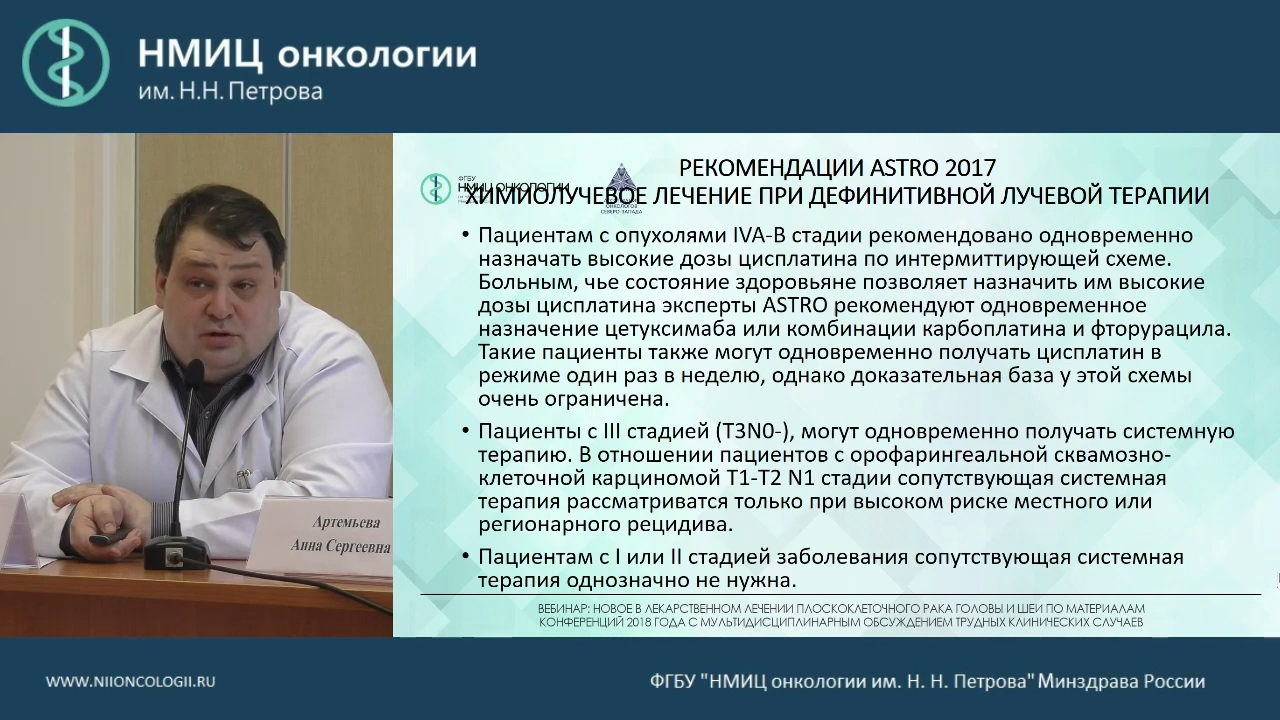 НМИЦ онкологии
им. Н.Н. Петрова
РЕКОМЕНДАЦИИ ASTRO 2017
ФГБУ
НМИЦ ОНКОЛОГИИ
ХИМИОЛУЧЕВОЕ ЛЕЧЕНИЕ ПРИ ДЕФИНИТИВНОЙ ЛУЧЕВОЙ ТЕРАПИИ
ОНКОЛОГОВ
СЕВЕРО-ЗАПАДА
• Пациентам с опухолями IVA-B стадии рекомендовано одновременно
назначать высокие дозы цисплатина по интермиттирующей схеме.
Больным, чье состояние здоровьяне позволяет назначить им высокие
дозы цисплатина эксперты ASTRO рекомендуют одновременное
назначение цетуксимаба или комбинации карбоплатина и фторурацила.
Такие пациенты также могут одновременно получать цисплатин в
режиме один раз в неделю, однако доказательная база у этой схемы
очень ограничена.
• Пациенты с III стадией (T3N0-), могут одновременно получать системную
терапию. В отношении пациентов с орофарингеальной сквамозно-
клеточной карциномой T1-T2 N1 стадии сопутствующая системная
терапия рассматриватся только при высоком риске местного или
регионарного рецидива.
• Пациентам с I или II стадией заболевания сопутствующая системная
терапия однозначно не нужна.
ВЕБИНАР: НОВОЕ В ЛЕКАРСТВЕННОМ ЛЕЧЕНИИ ПЛОСКОКЛЕТОЧНОГО РАКА ГОЛОВЫ И ШЕИ ПО МАТЕРИАЛАМ
КОНФЕРЕНЦИЙ 2018 ГОДА С МУЛЬТИДИСЦИПЛИНАРНЫМ ОБСУЖДЕНИЕМ ТРУДНЫХ КЛИНИЧЕСКИХ СЛУЧАЕВ
Артемьева
Анна Сергеевна
WWW.NIIONCOLOGII.RU
ФГБУ "НМИЦ онкологии им. Н. Н. Петрова" Минздрава России